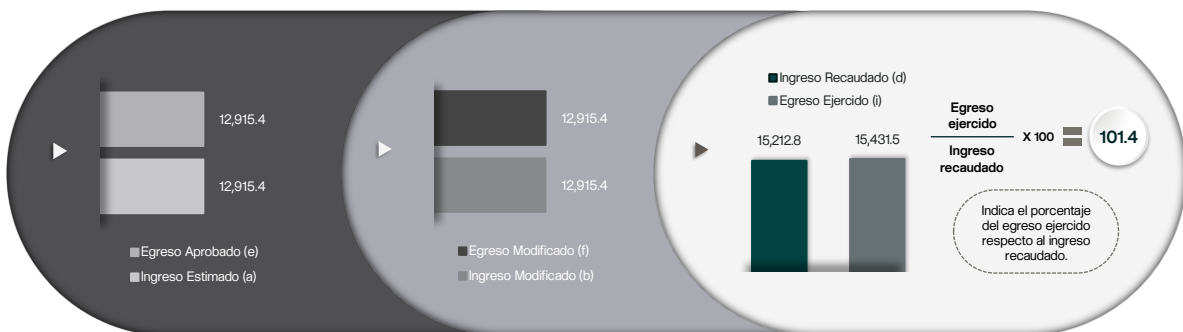 12,915.4
12,915.4
Egreso Aprobado (e)
Ingreso Estimado (a)
12,915.4
12,915.4
Egreso Modificado (f)
Ingreso Modificado (b)
Ingreso Recaudado (d)
Egreso Ejercido (i)
15,212.8
15,431.5
Egreso
ejercido
Ingreso
recaudado
X 100
101.4
Indica el porcentaje
del egreso ejercido
respecto al ingreso
recaudado.